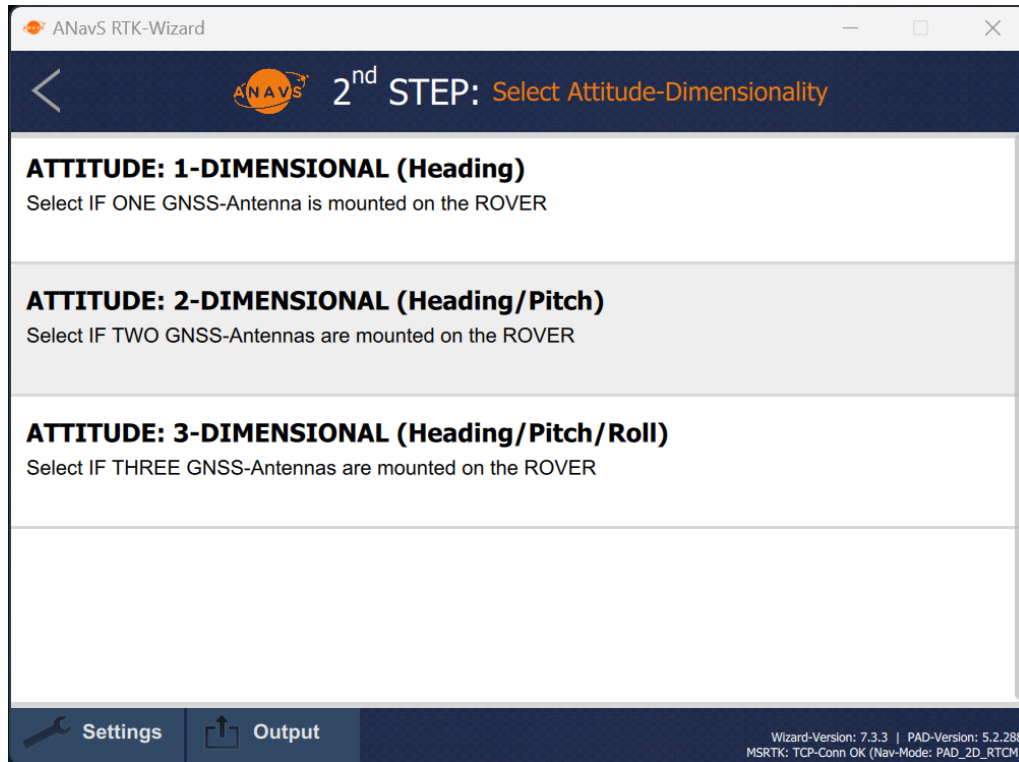 ANavS RTK-Wizard
ANAVS 2nd STEP: Select Attitude-Dimensionality
ATTITUDE: 1-DIMENSIONAL (Heading)
Select IF ONE GNSS-Antenna is mounted on the ROVER
ATTITUDE: 2-DIMENSIONAL (Heading/Pitch)
Select IF TWO GNSS-Antennas are mounted on the ROVER
ATTITUDE: 3-DIMENSIONAL (Heading/Pitch/Roll)
Select IF THREE GNSS-Antennas are mounted on the ROVER
Settings Output
Wizard-Version: 7.3.3 | PAD-Version: 5.2.288
MSRTK: TCP-Conn OK (Nav-Mode: PAD_2D_RTCM